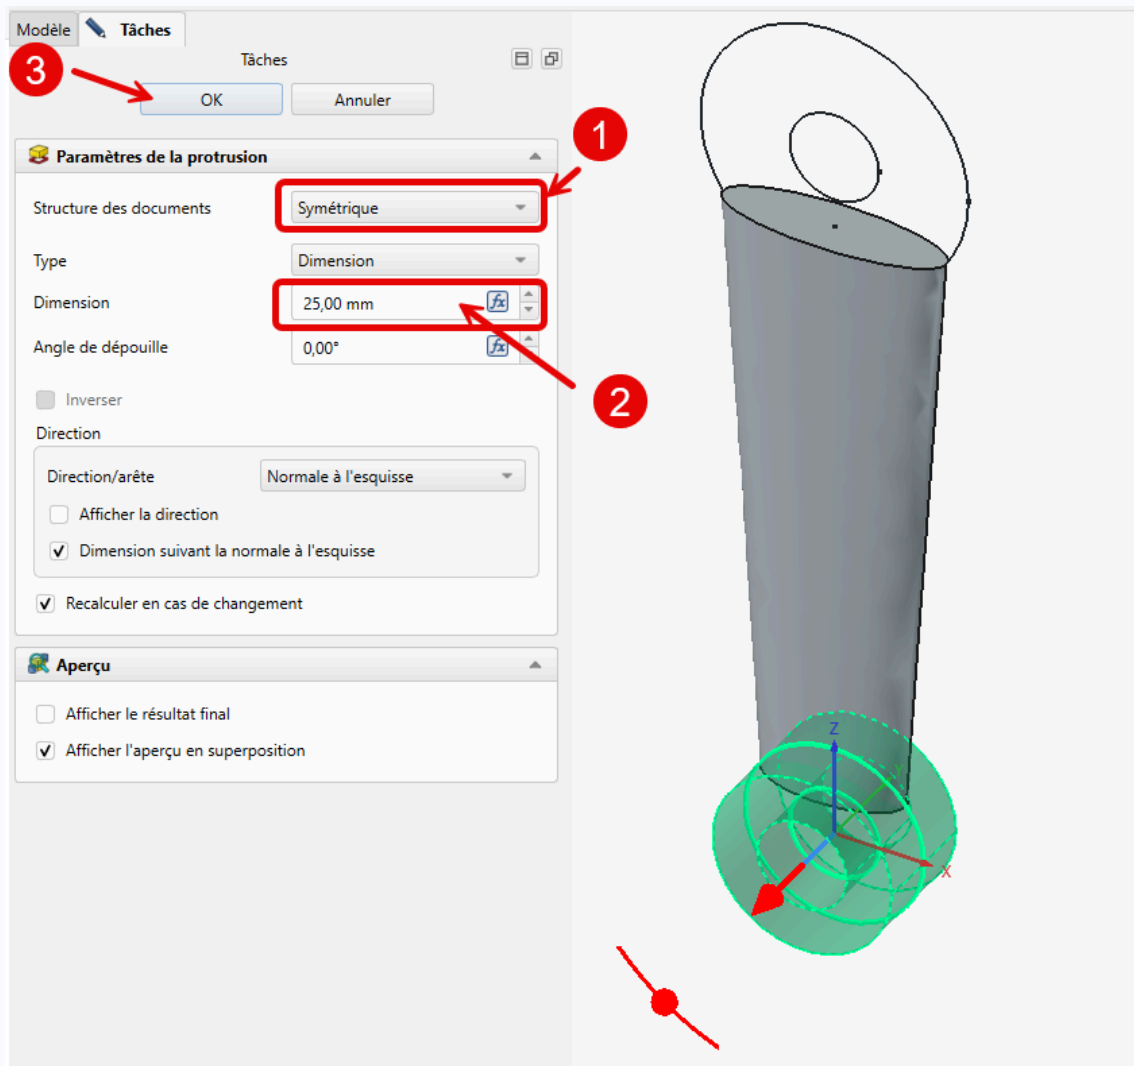 Modèle Tâches
Tâches
3
OK Annuler
1
Paramètres de la protrusion
Structure des documents Symétrique
Type Dimension
Dimension 25,00 mm fx
Angle de dépouille 0,00° fx
2
Inverser
Direction
Direction/arête Normale à l'esquisse
Afficher la direction
Dimension suivant la normale à l'esquisse
Recalculer en cas de changement
Aperçu
Afficher le résultat final
Afficher l'aperçu en superposition
Z
X